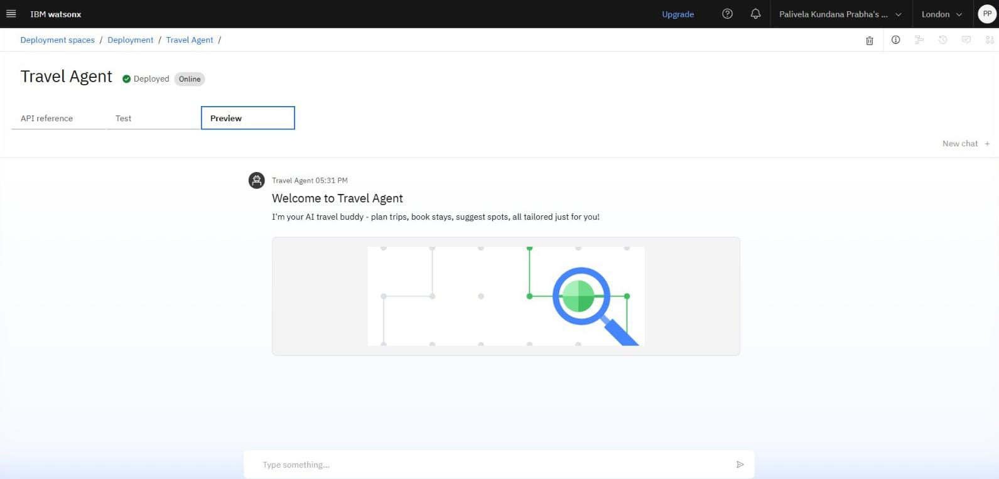 IBM watsonx
Upgrade
Palivela Kundana Prabha's ...
London
PP
Deployment spaces / Deployment / Travel Agent /
Travel Agent
Deployed
Online
API reference
Test
Preview
New chat +
Travel Agent 05:31 PM
Welcome to Travel Agent
I'm your AI travel buddy - plan trips, book stays, suggest spots, all tailored just for you!
Type something...